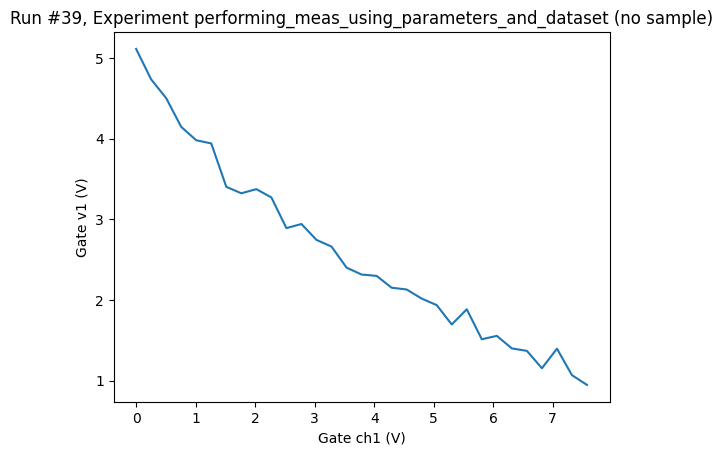 Run #39, Experiment performing_meas_using_parameters_and_dataset (no sample)
5
4
3
2
1
Gate v1 (V)
0 1 2 3 4 5 6 7
Gate ch1 (V)